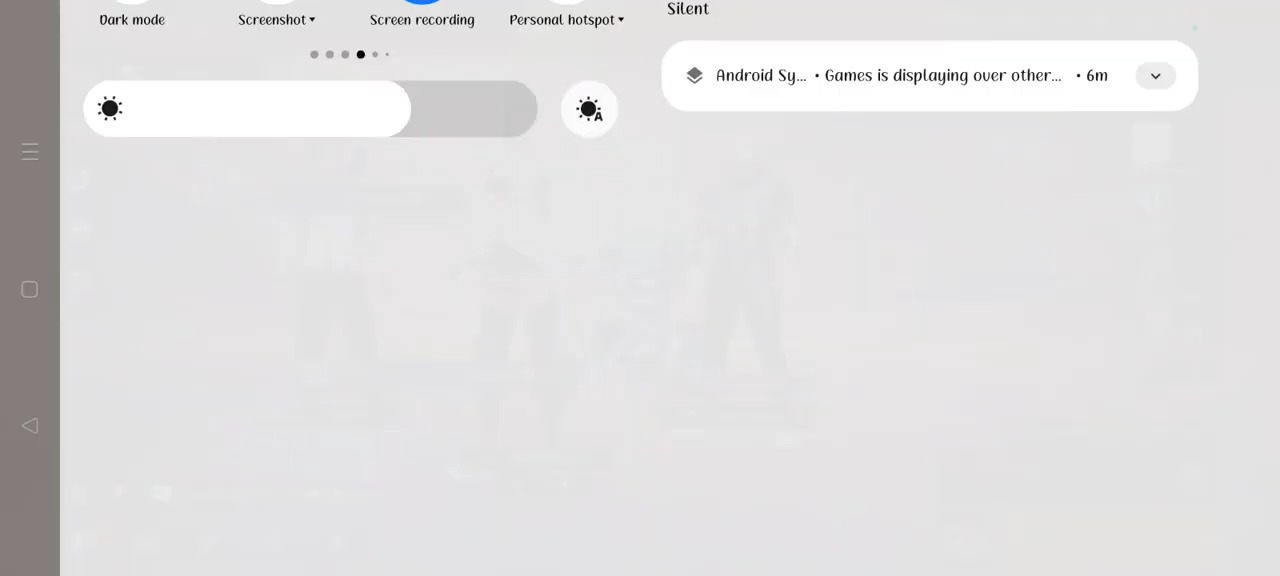 Silent
Dark mode
Screenshot
Screen recording
Personal hotspot
Android Sy... • Games is displaying over other... • 6m
A